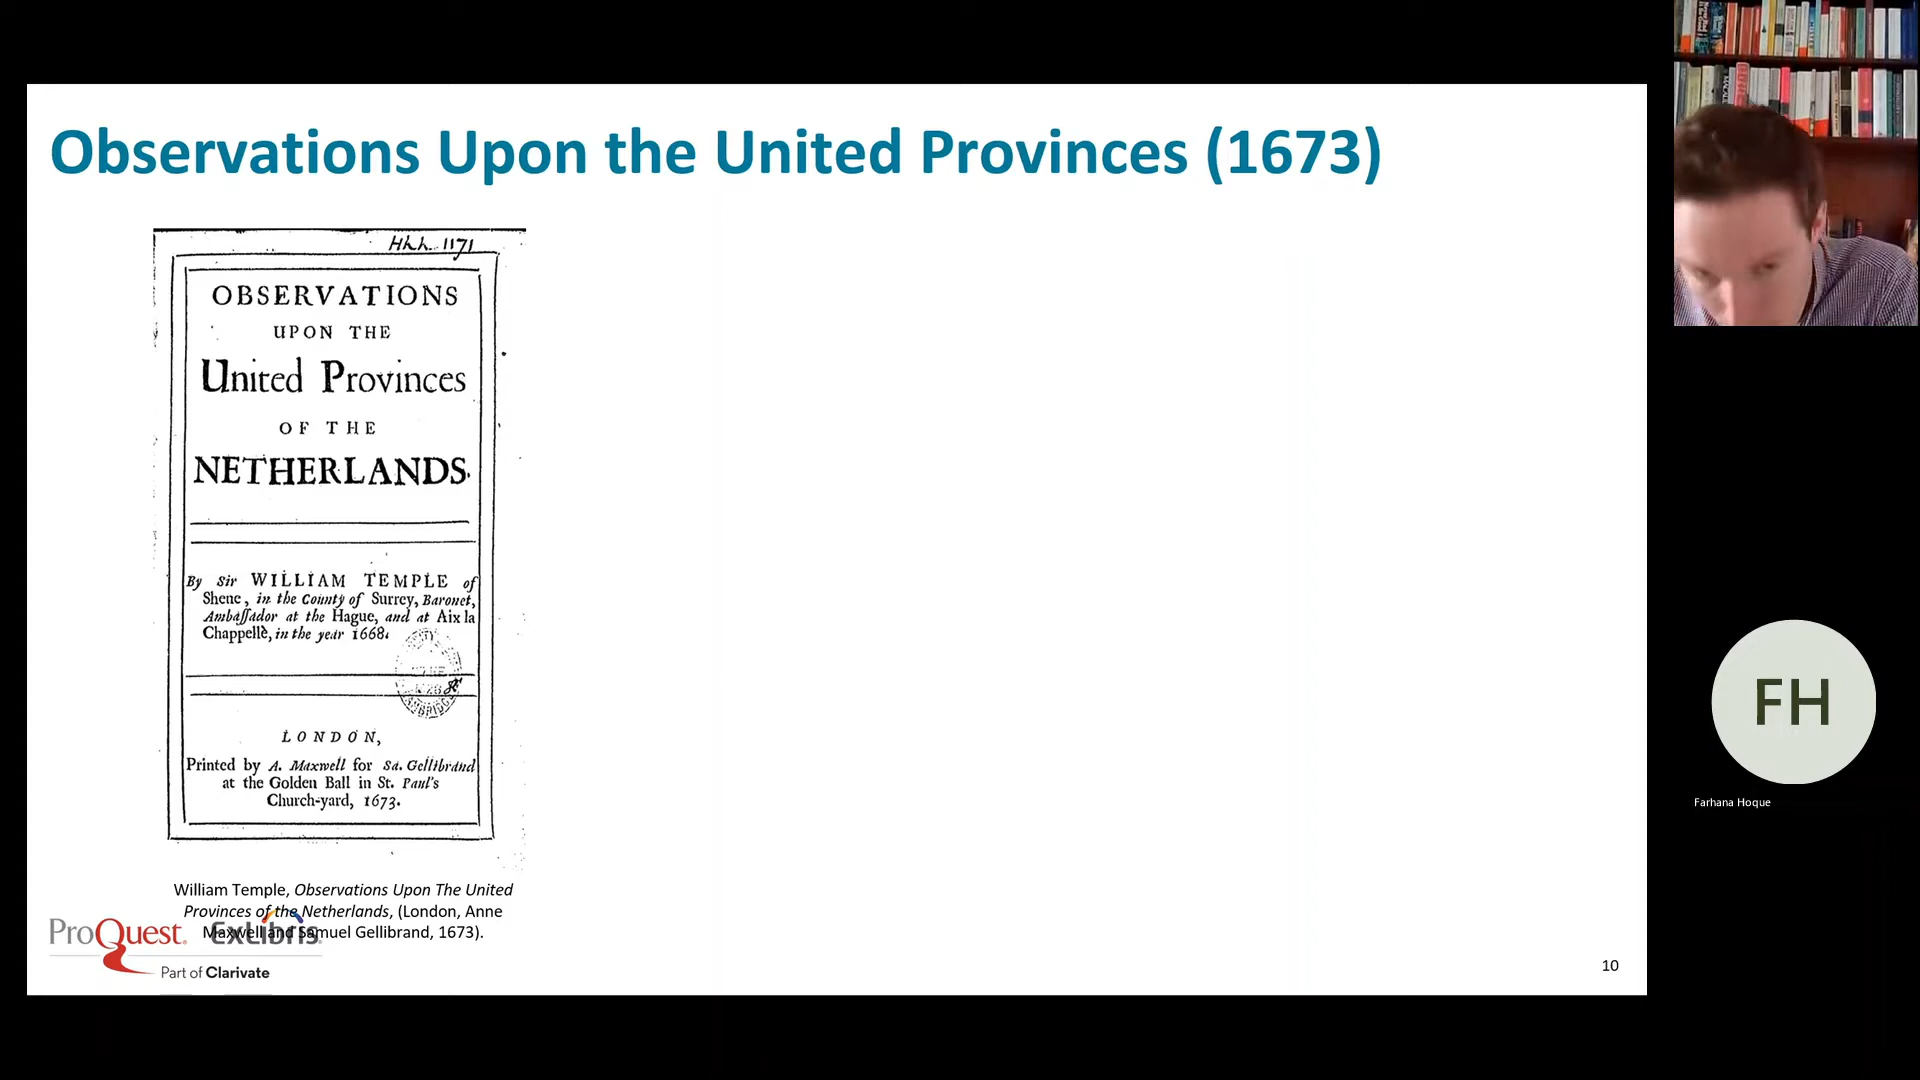 Observations Upon the United Provinces (1673)
Hhh. 1171
OBSERVATIONS
UPON THE
United Provinces
OF THE
NETHERLANDS.
By Sir WILLIAM TEMPLE of
Shene, in the County of Surrey, Baronet,
Ambaſſador at the Hague, and at Aix la
Chappellè, in the year 1668.
LONDON,
Printed by A. Maxwell for Sa. Gellibrand
at the Golden Ball in St. Paul's
Church-yard, 1673.
William Temple, Observations Upon The United
Provinces of the Netherlands, (London, Anne
Maxwell and Samuel Gellibrand, 1673).
ProQuest ExLibris
Part of Clarivate
10
FH
Farhana Hoque